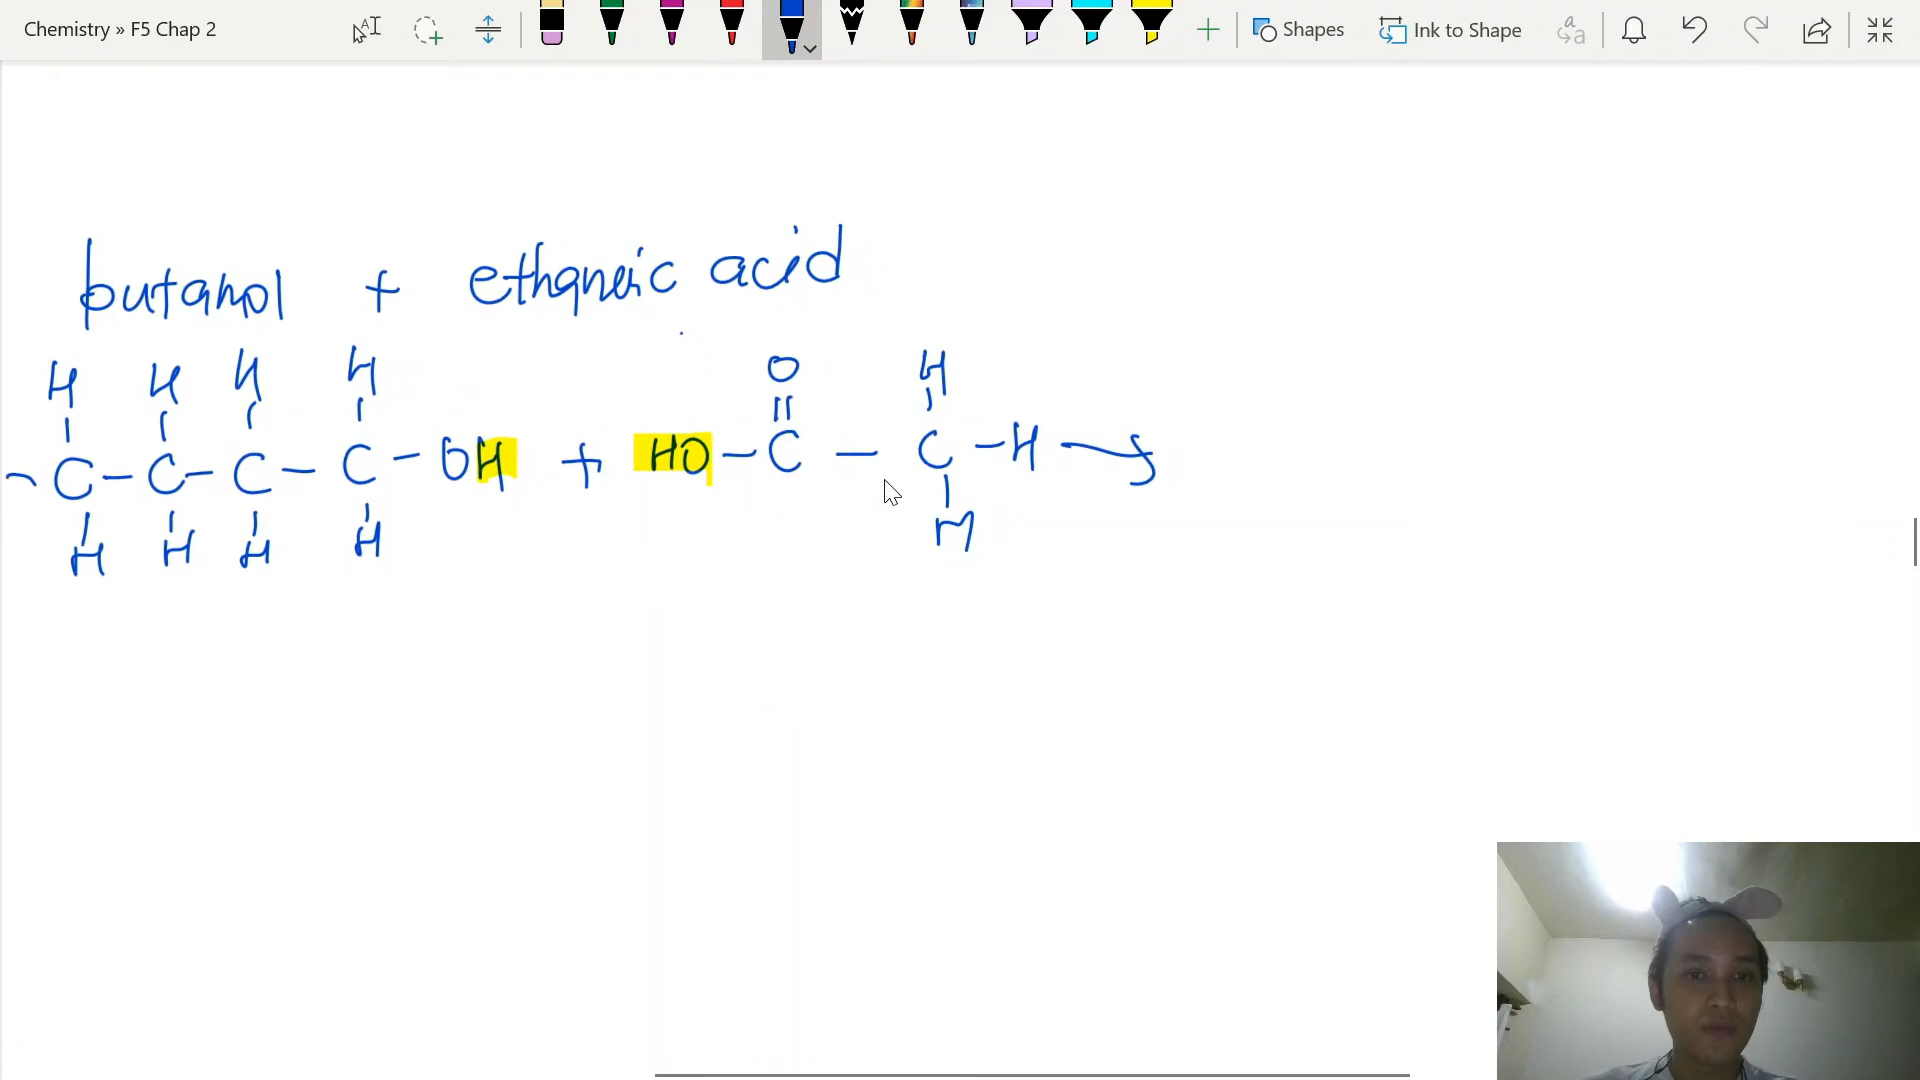 Chemistry » F5 Chap 2
Shapes
Ink to Shape
butanol + ethanoic acid
H H H H O H
C - C - C - C - OH + HO - C - C - H
H H H H H